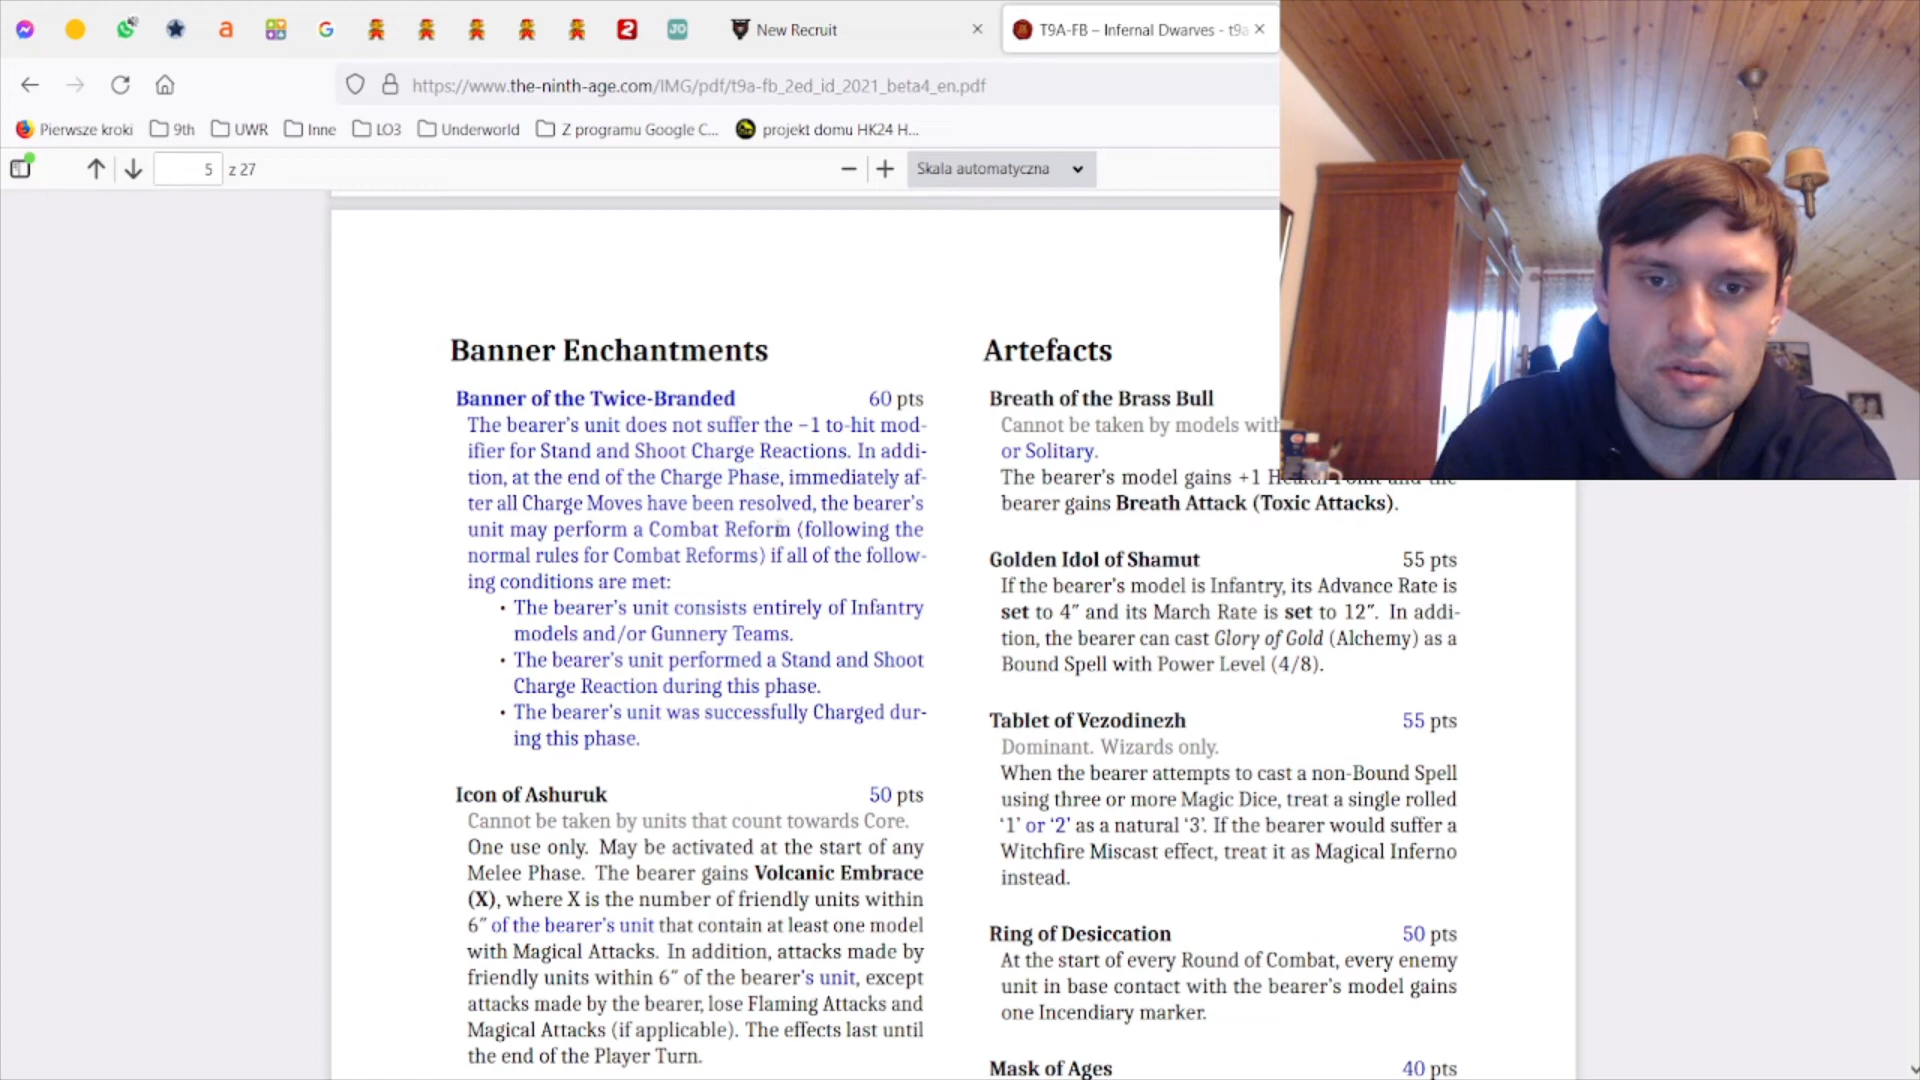 New Recruit
T9A-FB – Infernal Dwarves - t9a
https://www.the-ninth-age.com/IMG/pdf/t9a-fb_2ed_id_2021_beta4_en.pdf
Pierwsze kroki
9th
UWR
Inne
LO3
Underworld
Z programu Google C...
projekt domu HK24 H...
5 z 27
Skala automatyczna
Banner Enchantments
Banner of the Twice-Branded 60 pts
The bearer's unit does not suffer the −1 to-hit mod-
ifier for Stand and Shoot Charge Reactions. In addi-
tion, at the end of the Charge Phase, immediately af-
ter all Charge Moves have been resolved, the bearer's
unit may perform a Combat Reform (following the
normal rules for Combat Reforms) if all of the follow-
ing conditions are met:
• The bearer's unit consists entirely of Infantry
models and/or Gunnery Teams.
• The bearer's unit performed a Stand and Shoot
Charge Reaction during this phase.
• The bearer's unit was successfully Charged dur-
ing this phase.
Icon of Ashuruk 50 pts
Cannot be taken by units that count towards Core.
One use only. May be activated at the start of any
Melee Phase. The bearer gains Volcanic Embrace
(X), where X is the number of friendly units within
6″ of the bearer's unit that contain at least one model
with Magical Attacks. In addition, attacks made by
friendly units within 6″ of the bearer's unit, except
attacks made by the bearer, lose Flaming Attacks and
Magical Attacks (if applicable). The effects last until
the end of the Player Turn.
Artefacts
Breath of the Brass Bull
Cannot be taken by models with
or Solitary.
The bearer's model gains +1 Health Point and the
bearer gains Breath Attack (Toxic Attacks).
Golden Idol of Shamut 55 pts
If the bearer's model is Infantry, its Advance Rate is
set to 4″ and its March Rate is set to 12″. In addi-
tion, the bearer can cast Glory of Gold (Alchemy) as a
Bound Spell with Power Level (4/8).
Tablet of Vezodinezh 55 pts
Dominant. Wizards only.
When the bearer attempts to cast a non-Bound Spell
using three or more Magic Dice, treat a single rolled
'1' or '2' as a natural '3'. If the bearer would suffer a
Witchfire Miscast effect, treat it as Magical Inferno
instead.
Ring of Desiccation 50 pts
At the start of every Round of Combat, every enemy
unit in base contact with the bearer's model gains
one Incendiary marker.
Mask of Ages 40 pts